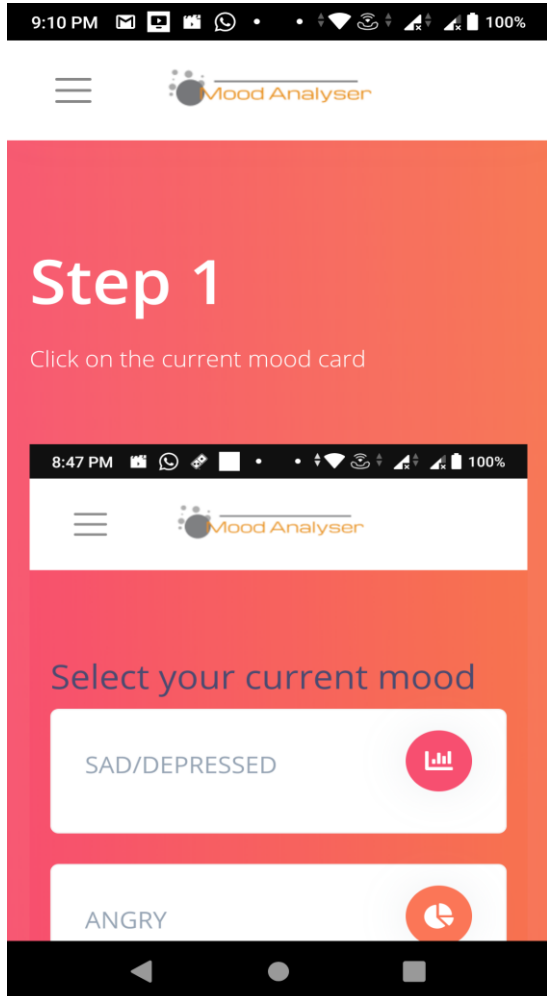 9:10 PM 100%
Mood Analyser
Step 1
Click on the current mood card
8:47 PM 100%
Mood Analyser
Select your current mood
SAD/DEPRESSED
ANGRY